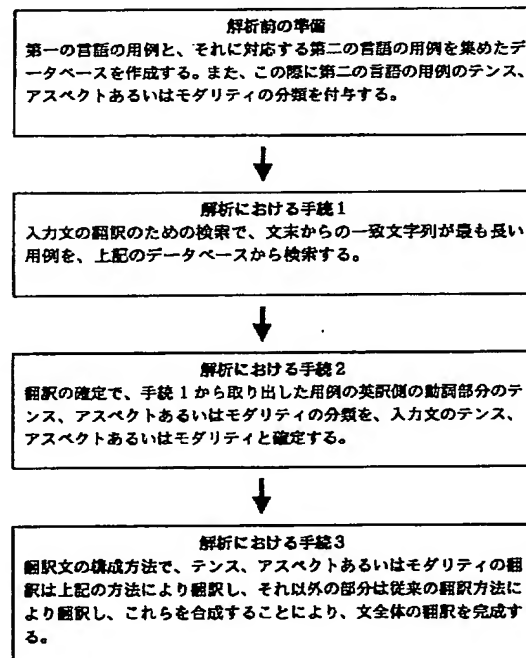 解析前の準備
第一の言語の用例と、それに対応する第二の言語の用例を集めたデ
ータベースを作成する。また、この際に第二の言語の用例のテンス、
アスペクトあるいはモダリティの分類を付与する。
解析における手続1
入力文の翻訳のための検索で、文末からの一致文字列が最も長い
用例を、上記のデータベースから検索する。
解析における手続2
翻訳の確定で、手続1から取り出した用例の英訳側の動詞部分のテ
ンス、アスペクトあるいはモダリティの分類を、入力文のテンス、
アスペクトあるいはモダリティと確定する。
解析における手続3
翻訳文の構成方法で、テンス、アスペクトあるいはモダリティの翻
訳は上記の方法により翻訳し、それ以外の部分は従来の翻訳方法に
より翻訳し、これらを合成することにより、文全体の翻訳を完成す
る。